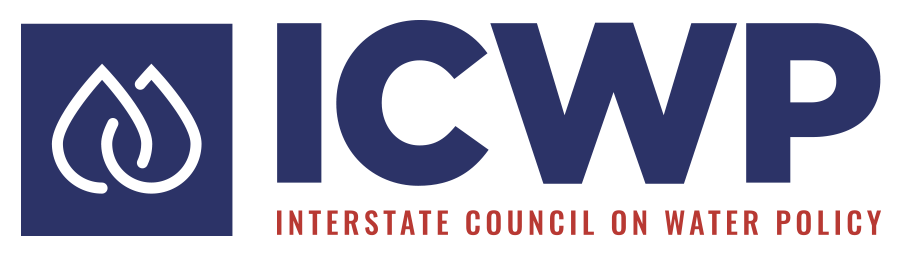 ICWP
INTERSTATE COUNCIL ON WATER POLICY